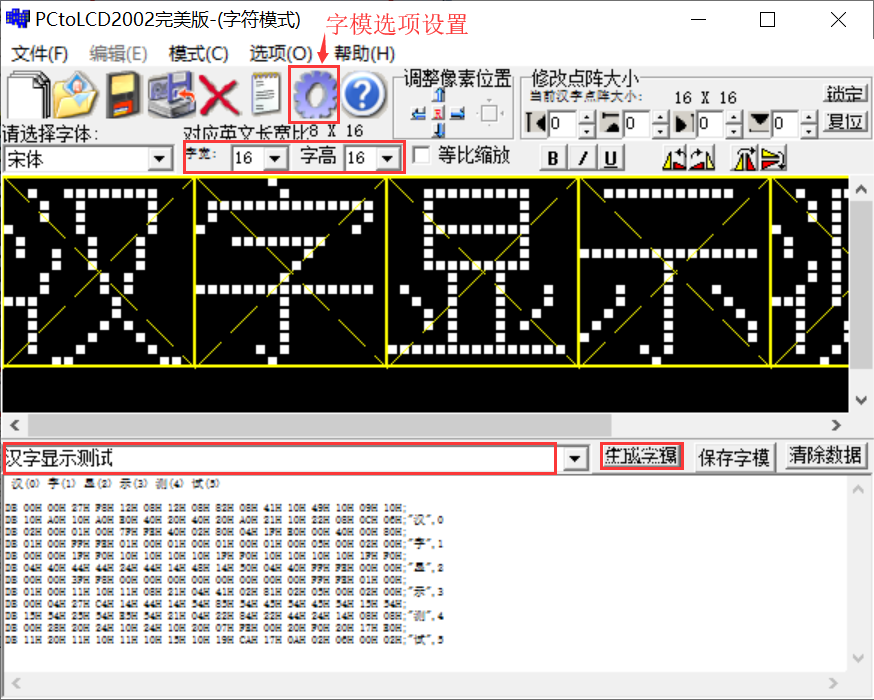 PCtoLCD2002完美版-(字符模式)
字模选项设置
文件(F) 编辑(E) 模式(C) 选项(O) 帮助(H)
调整像素位置
修改点阵大小
当前汉字点阵大小: 16 X 16
锁定
0 0 0 0 复位
请选择字体: 对应英文长宽比8 X 16
宋体 字宽: 16 字高 16 等比缩放 B / U
汉字显示测试
生成字模 保存字模 清除数据
汉(0) 字(1) 显(2) 示(3) 测(4) 试(5)
DB 00H 00H 27H F8H 12H 08H 12H 08H 82H 08H 41H 10H 49H 10H 09H 10H;
DB 10H A0H 10H A0H E0H 40H 20H 40H 20H A0H 21H 10H 22H 08H 0CH 06H;"汉",0
DB 02H 00H 01H 00H 7FH FEH 40H 02H 80H 04H 1FH E0H 00H 40H 00H 80H;
DB 01H 00H FFH FEH 01H 00H 01H 00H 01H 00H 01H 00H 05H 00H 02H 00H;"字",1
DB 00H 00H 1FH F0H 10H 10H 10H 10H 1FH F0H 10H 10H 10H 10H 1FH F0H;
DB 04H 40H 44H 44H 24H 44H 14H 48H 14H 50H 04H 40H FFH FEH 00H 00H;"显",2
DB 00H 00H 3FH F8H 00H 00H 00H 00H 00H 00H 00H 00H FFH FEH 01H 00H;
DB 01H 00H 11H 10H 11H 08H 21H 04H 41H 02H 81H 02H 05H 00H 02H 00H;"示",3
DB 00H 04H 27H C4H 14H 44H 14H 54H 85H 54H 45H 54H 45H 54H 15H 54H;
DB 15H 54H 25H 54H E5H 54H 21H 04H 22H 84H 22H 44H 24H 14H 08H 08H;"测",4
DB 00H 28H 20H 24H 10H 24H 10H 20H 07H FEH 00H 20H F0H 20H 17H E0H;
DB 11H 20H 11H 10H 11H 10H 15H 10H 19H CAH 17H 0AH 02H 06H 00H 02H;"试",5